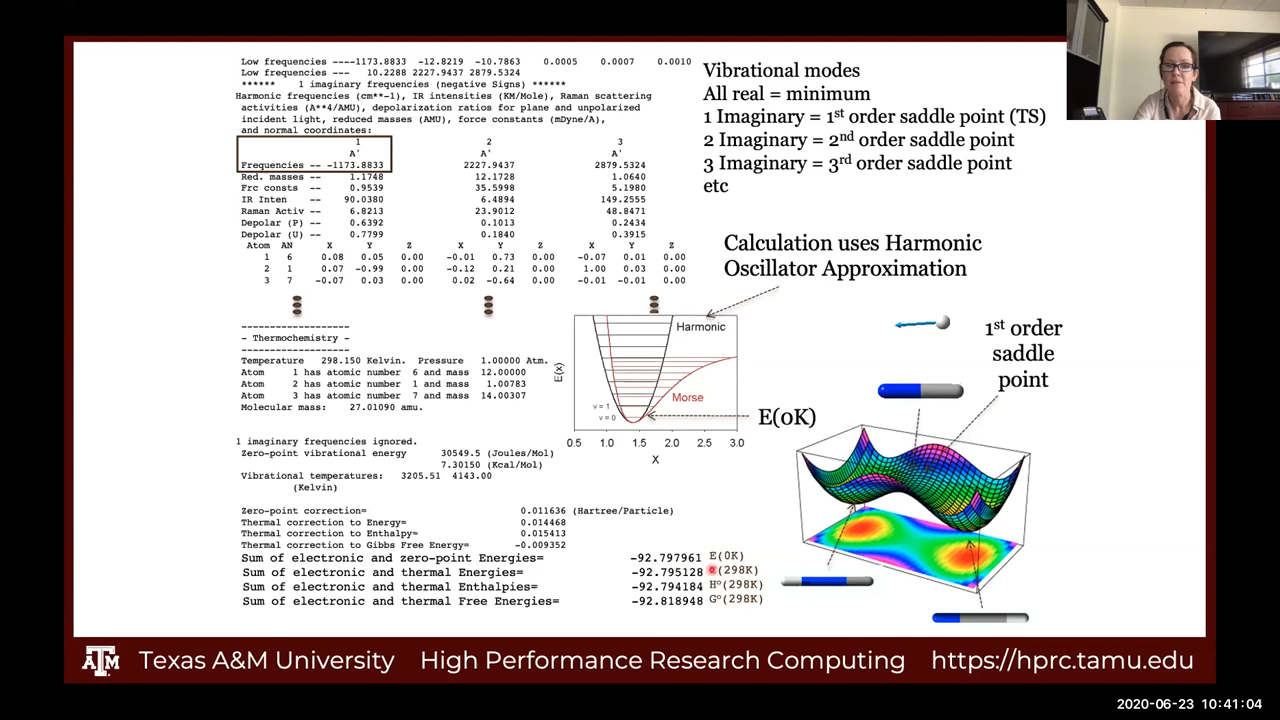 Low frequencies ----1173.8833 -12.8219 -10.7863 0.0005 0.0007 0.0010
Low frequencies --- 10.2288 2227.9437 2879.5324
****** 1 imaginary frequencies (negative Signs) ******
Harmonic frequencies (cm**-1), IR intensities (KM/Mole), Raman scattering
activities (A**4/AMU), depolarization ratios for plane and unpolarized
incident light, reduced masses (AMU), force constants (mDyne/A),
and normal coordinates:
1 2 3
A' A' A'
Frequencies -- -1173.8833 2227.9437 2879.5324
Red. masses -- 1.1748 12.1728 1.0640
Frc consts -- 0.9539 35.5998 5.1980
IR Inten -- 90.0380 6.4894 149.2555
Raman Activ -- 6.8213 23.9012 48.8471
Depolar (P) -- 0.6392 0.1013 0.2434
Depolar (U) -- 0.7799 0.1840 0.3915
Atom AN X Y Z X Y Z X Y Z
1 6 0.08 0.05 0.00 -0.01 0.73 0.00 -0.07 0.01 0.00
2 1 0.07 -0.99 0.00 -0.12 0.21 0.00 1.00 0.03 0.00
3 7 -0.07 0.03 0.00 0.02 -0.64 0.00 -0.01 -0.01 0.00
-------------------
- Thermochemistry -
-------------------
Temperature 298.150 Kelvin. Pressure 1.00000 Atm.
Atom 1 has atomic number 6 and mass 12.00000
Atom 2 has atomic number 1 and mass 1.00783
Atom 3 has atomic number 7 and mass 14.00307
Molecular mass: 27.01090 amu.
1 imaginary frequencies ignored.
Zero-point vibrational energy 30549.5 (Joules/Mol)
7.30150 (Kcal/Mol)
Vibrational temperatures: 3205.51 4143.00
(Kelvin)
Zero-point correction= 0.011636 (Hartree/Particle)
Thermal correction to Energy= 0.014468
Thermal correction to Enthalpy= 0.015413
Thermal correction to Gibbs Free Energy= -0.009352
Sum of electronic and zero-point Energies= -92.797961 E(0K)
Sum of electronic and thermal Energies= -92.795128 (298K)
Sum of electronic and thermal Enthalpies= -92.794184 Hº(298K)
Sum of electronic and thermal Free Energies= -92.818948 Gº(298K)
Vibrational modes
All real = minimum
1 Imaginary = 1st order saddle point (TS)
2 Imaginary = 2nd order saddle point
3 Imaginary = 3rd order saddle point
etc
Calculation uses Harmonic
Oscillator Approximation
Harmonic
Morse
E(x)
v = 1
v = 0
0.5 1.0 1.5 2.0 2.5 3.0
X
E(0K)
1st order
saddle
point
ATM Texas A&M University High Performance Research Computing https://hprc.tamu.edu
2020-06-23 10:41:04